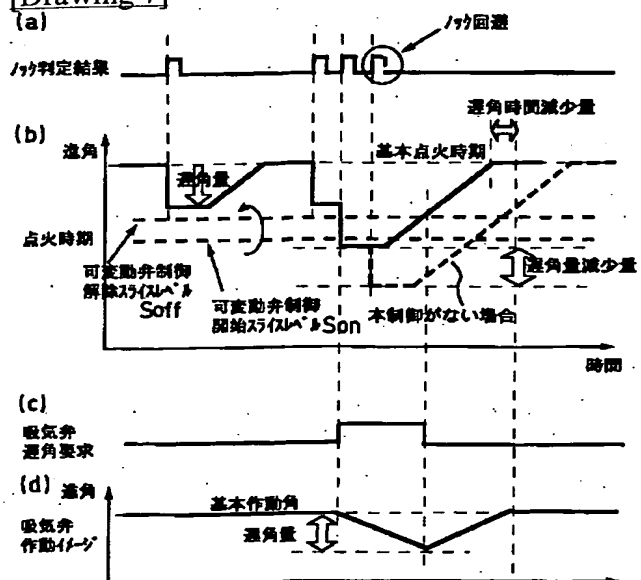 [Drawing 7]
(a)
ノック回避
ノック判定結果
遅角時間減少量
(b)
進角
基本点火時期
遅角量
点火時期
可変動弁制御
解除スライスレベル
Soff
可変動弁制御
開始スライスレベル Son
本制御がない場合
遅角量減少量
時間
(c)
吸気弁
遅角要求
(d)
進角
基本作動角
吸気弁
作動イメージ
遅角量